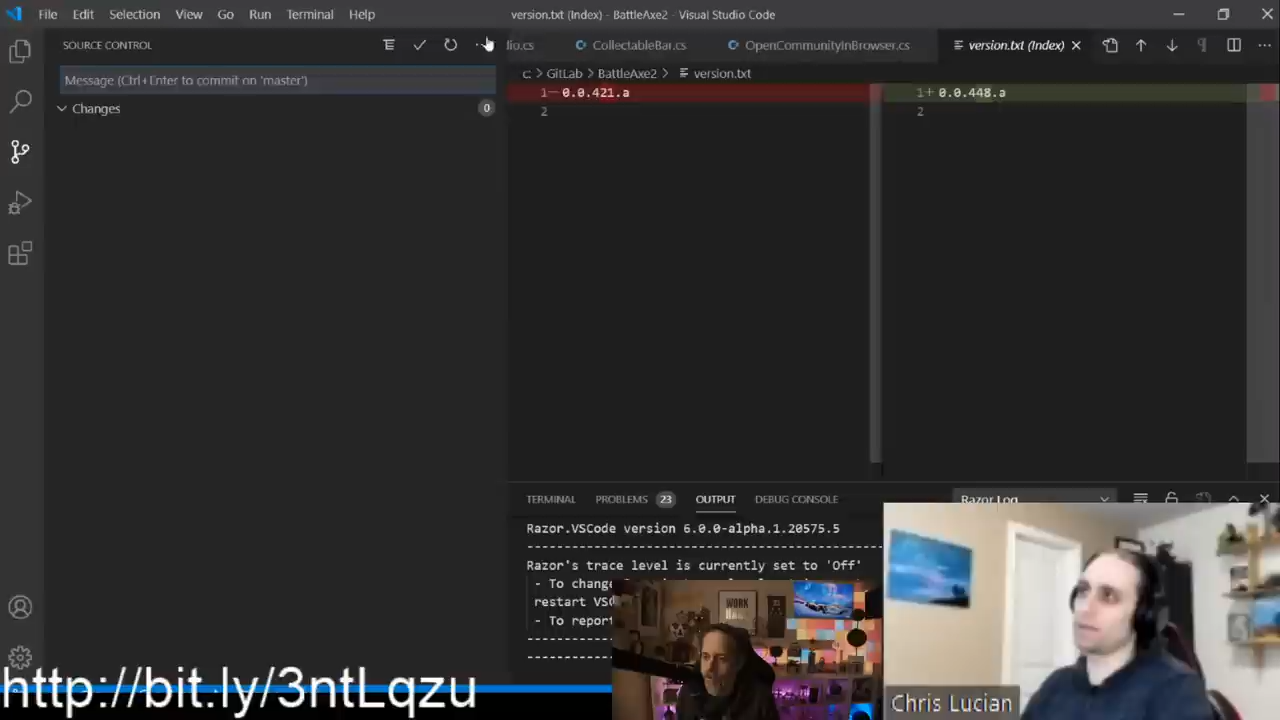 File Edit Selection View Go Run Terminal Help
version.txt (Index) - BattleAxe2 - Visual Studio Code
SOURCE CONTROL
dio.cs
CollectableBar.cs
OpenCommunityInBrowser.cs
version.txt (Index)
Message (Ctrl+Enter to commit on 'master')
c: > GitLab > BattleAxe2 > version.txt
Changes
0
1— 0.0.421.a
2
1+ 0.0.448.a
2
TERMINAL PROBLEMS 23 OUTPUT DEBUG CONSOLE
Razor Log
Razor.VSCode version 6.0.0-alpha.1.20575.5
--------------------------------------------
Razor's trace level is currently set to 'Off'
- To chang
restart VSC
- To report
WORK
http://bit.ly/3ntLqzu
Chris Lucian